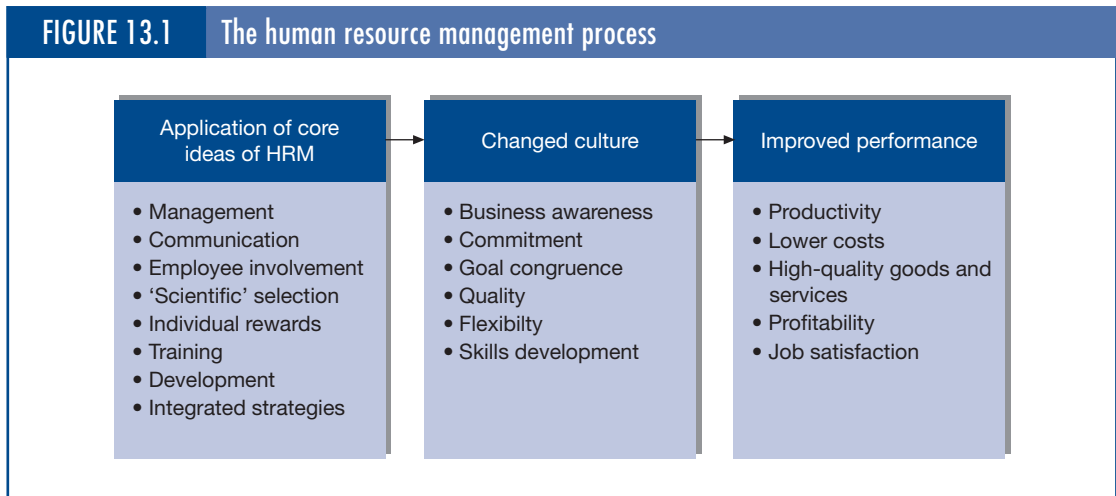 FIGURE 13.1 The human resource management process
Application of core
ideas of HRM
• Management
• Communication
• Employee involvement
• ‘Scientific’ selection
• Individual rewards
• Training
• Development
• Integrated strategies
Changed culture
• Business awareness
• Commitment
• Goal congruence
• Quality
• Flexibilty
• Skills development
Improved performance
• Productivity
• Lower costs
• High-quality goods and
services
• Profitability
• Job satisfaction